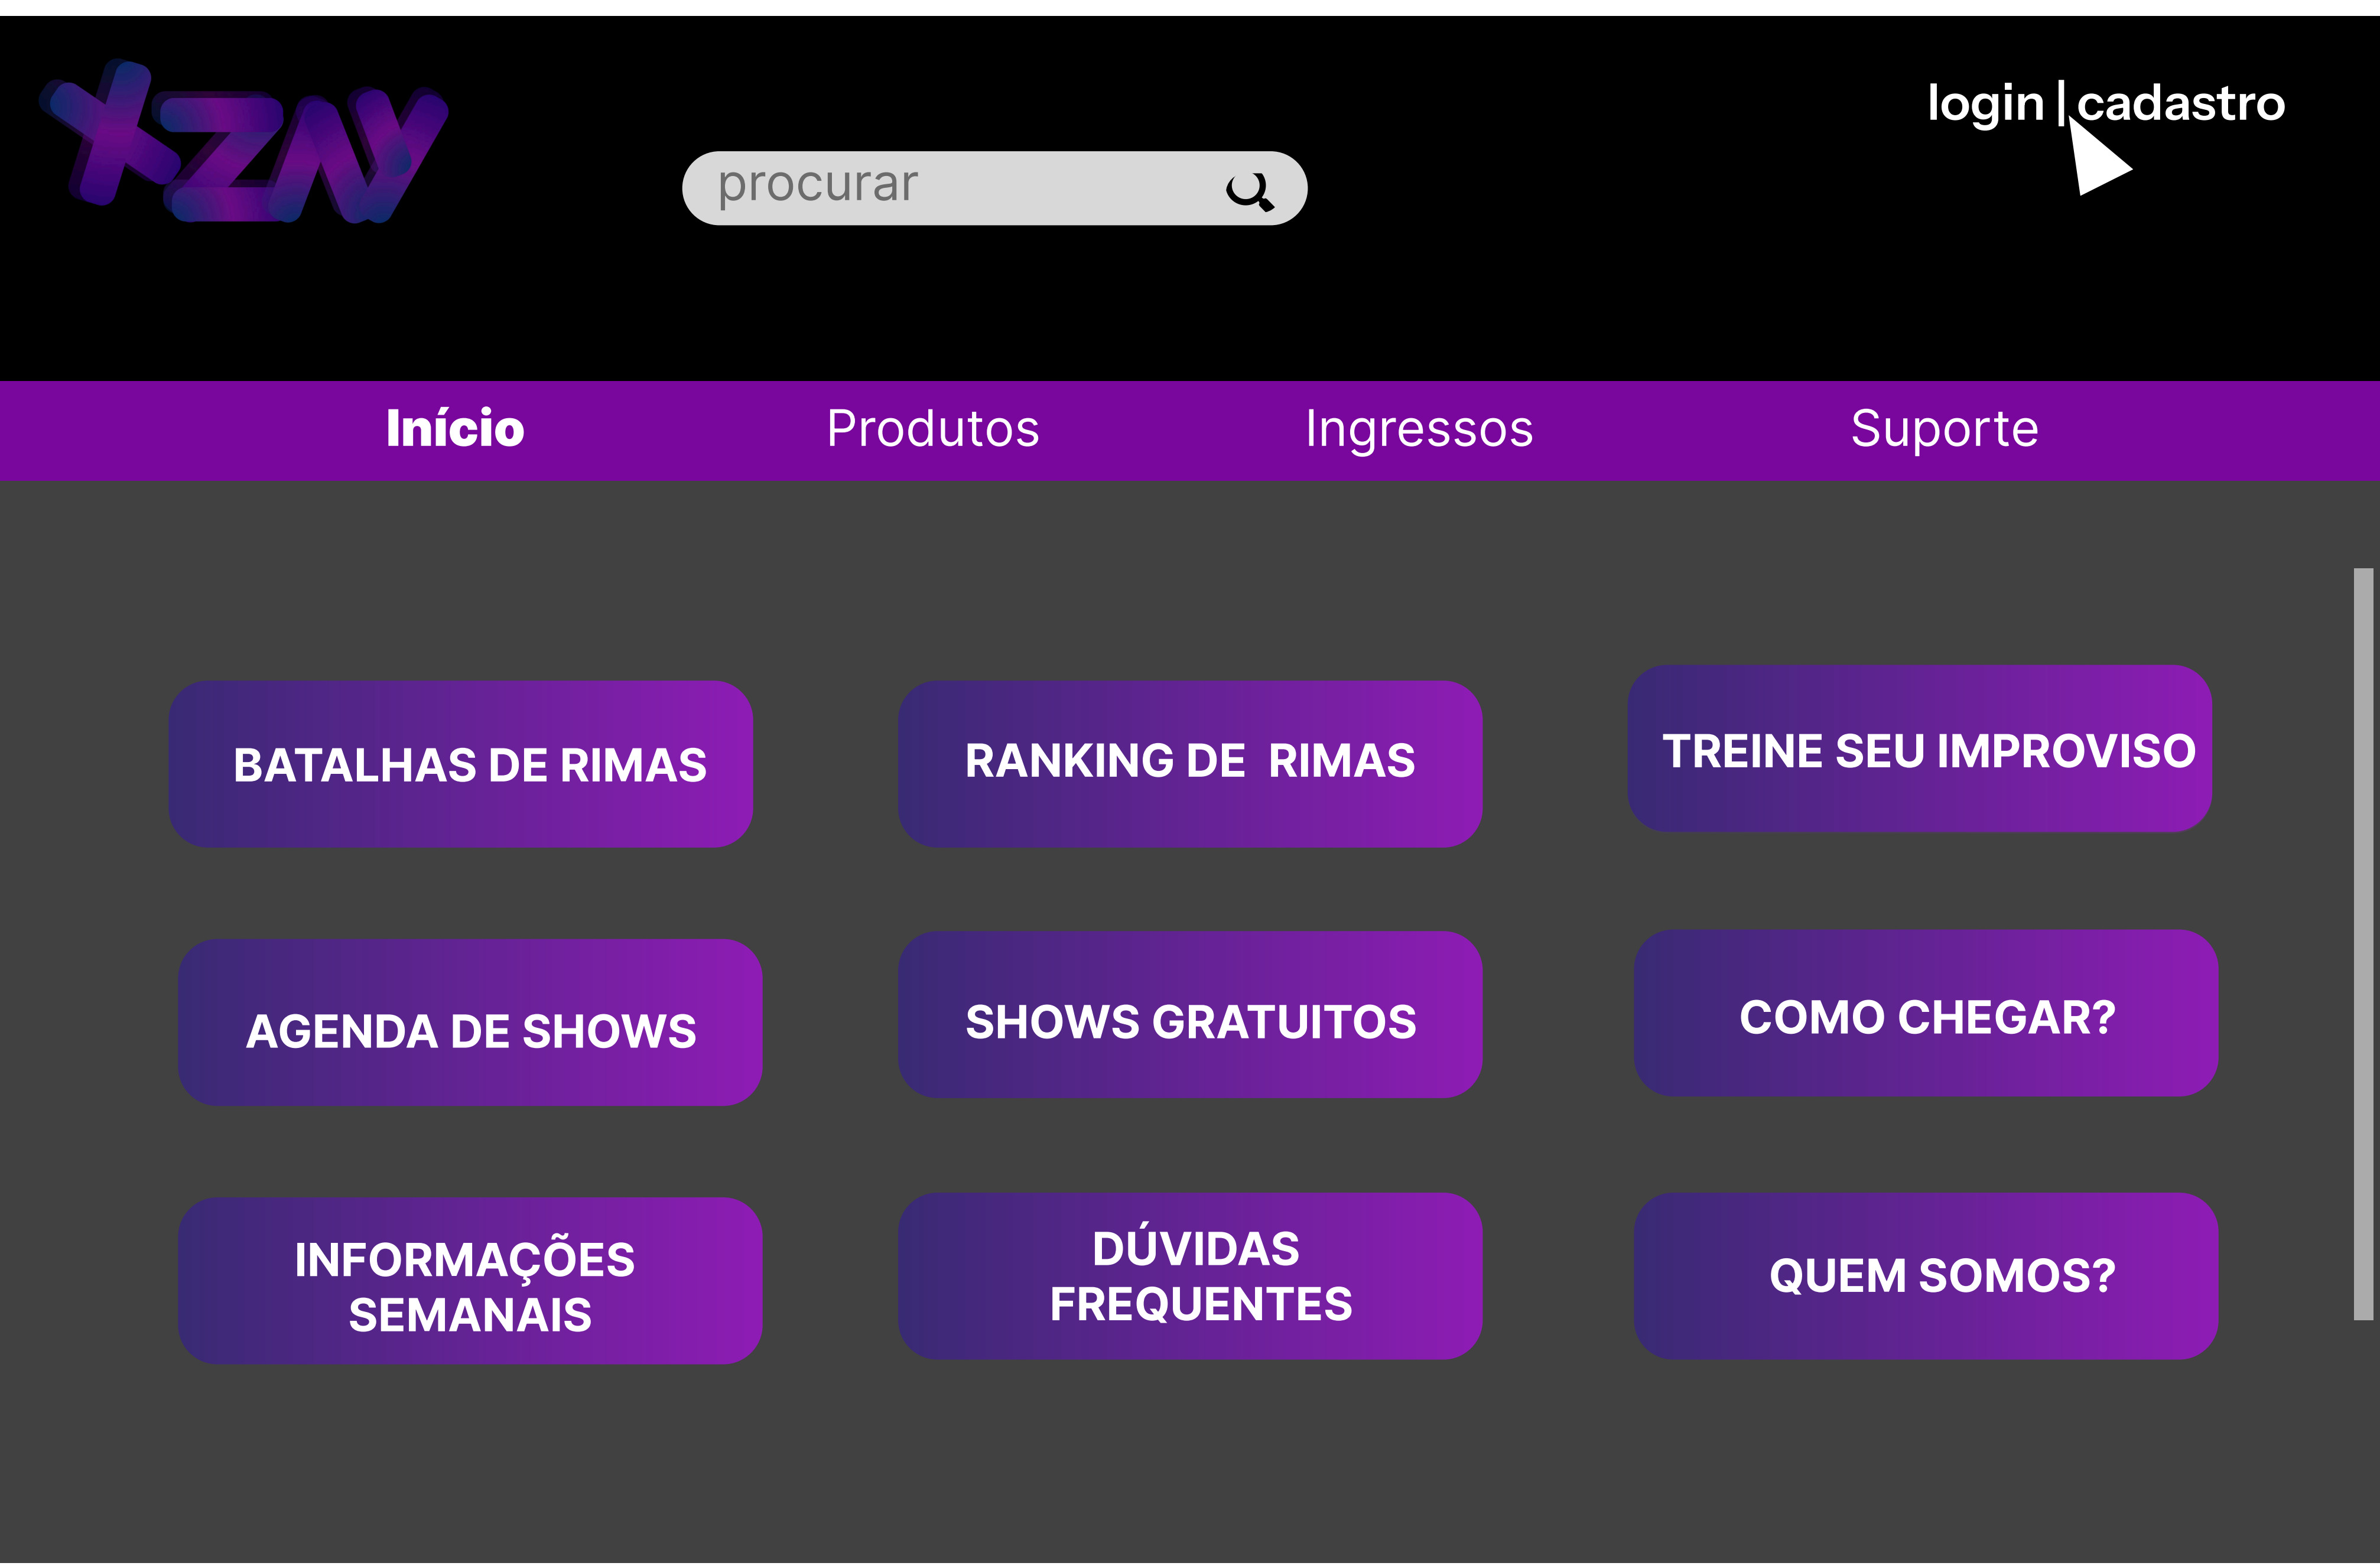 login | cadastro
procurar
Início Produtos Ingressos Suporte
BATALHAS DE RIMAS
RANKING DE  RIMAS
TREINE SEU IMPROVISO
AGENDA DE SHOWS
SHOWS GRATUITOS
COMO CHEGAR?
INFORMAÇÕES
SEMANAIS
DÚVIDAS
FREQUENTES
QUEM SOMOS?